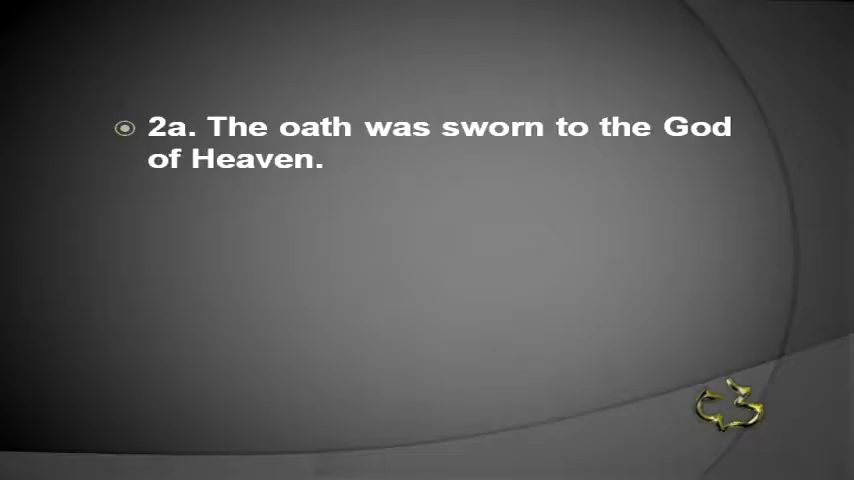 2a. The oath was sworn to the God
of Heaven.